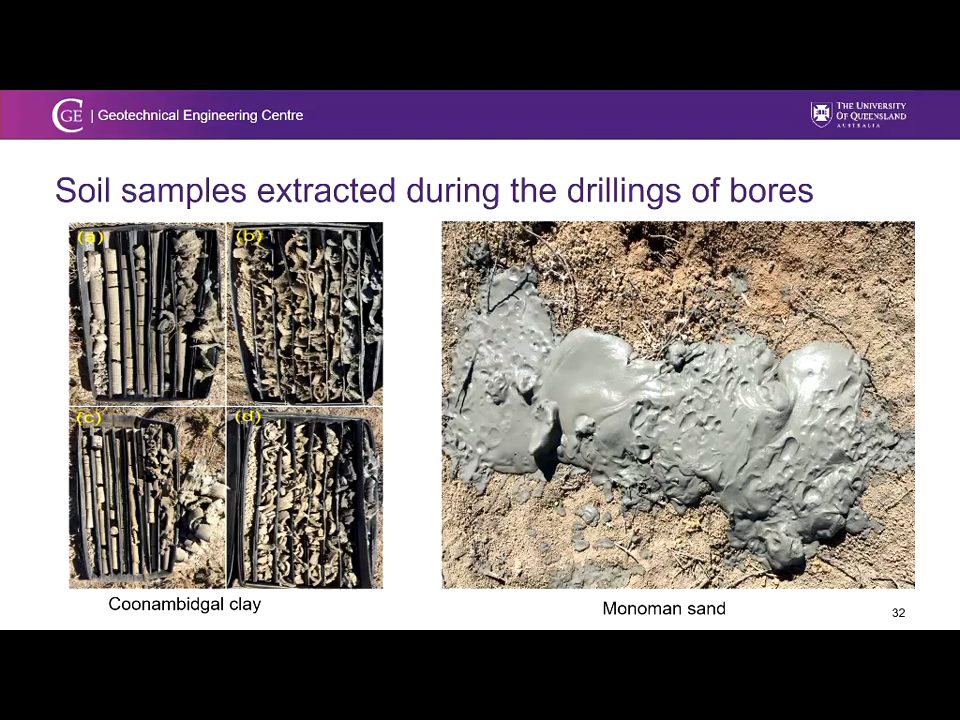 CGE | Geotechnical Engineering Centre
THE UNIVERSITY
OF QUEENSLAND
AUSTRALIA
Soil samples extracted during the drillings of bores
(a)
(b)
(c)
(d)
Coonambidgal clay
Monoman sand
32